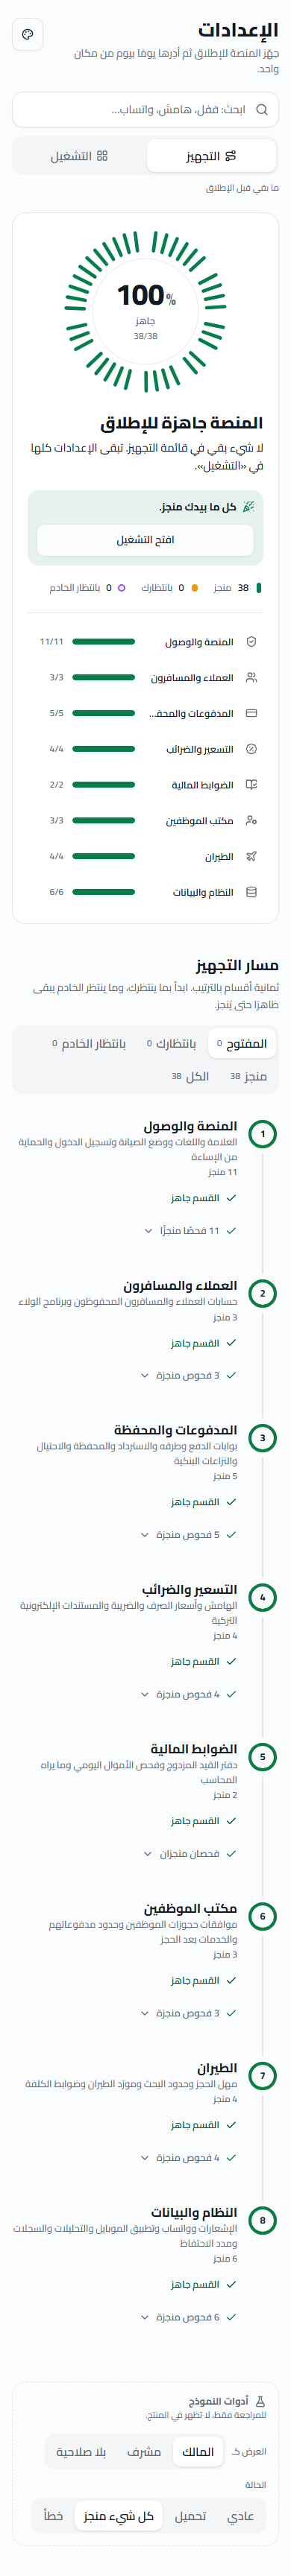 الإعدادات
جهّز المنصة للإطلاق ثم أدرها يومًا بيوم من مكان
واحد.
ابحث: قفل، هامش، واتساب...
التجهيز
التشغيل
ما بقي قبل الإطلاق
100%
جاهز
38/38
المنصة جاهزة للإطلاق
لا شيء بقي في قائمة التجهيز. تبقى الإعدادات كلها
في «التشغيل».
كل ما بيدك منجز.
افتح التشغيل
38 منجز
0 بانتظارك
0 بانتظار الخادم
المنصة والوصول 11/11
العملاء والمسافرون 3/3
المدفوعات والمحف... 5/5
التسعير والضرائب 4/4
الضوابط المالية 2/2
مكتب الموظفين 3/3
الطيران 4/4
النظام والبيانات 6/6
مسار التجهيز
ثمانية أقسام بالترتيب. ابدأ بما ينتظرك، وما ينتظر الخادم يبقى
ظاهرًا حتى يُنجز.
المفتوح 0
بانتظارك 0
بانتظار الخادم 0
منجز 38
الكل 38
1
المنصة والوصول
العلامة واللغات ووضع الصيانة وتسجيل الدخول والحماية
من الإساءة
11 منجز
القسم جاهز
11 فحصًا منجزًا
2
العملاء والمسافرون
حسابات العملاء والمسافرون المحفوظون وبرنامج الولاء
3 منجز
القسم جاهز
3 فحوص منجزة
3
المدفوعات والمحفظة
بوابات الدفع وطرقه والاسترداد والمحفظة والاحتيال
والنزاعات البنكية
5 منجز
القسم جاهز
5 فحوص منجزة
4
التسعير والضرائب
الهامش وأسعار الصرف والضريبة والمستندات الإلكترونية
التركية
4 منجز
القسم جاهز
4 فحوص منجزة
5
الضوابط المالية
دفتر القيد المزدوج وفحص الأموال اليومي وما يراه
المحاسب
2 منجز
القسم جاهز
فحصان منجزان
6
مكتب الموظفين
موافقات حجوزات الموظفين وحدود مدفوعاتهم
والخدمات بعد الحجز
3 منجز
القسم جاهز
3 فحوص منجزة
7
الطيران
مهل الحجز وحدود البحث ومورّد الطيران وضوابط الكلفة
4 منجز
القسم جاهز
4 فحوص منجزة
8
النظام والبيانات
الإشعارات وواتساب وتطبيق الموبايل والتحليلات والسجلات
ومدد الاحتفاظ
6 منجز
القسم جاهز
6 فحوص منجزة
أدوات النموذج
للمراجعة فقط، لا تظهر في المنتج.
العرض كـ
المالك
مشرف
بلا صلاحية
الحالة
عادي
تحميل
كل شيء منجز
خطأ